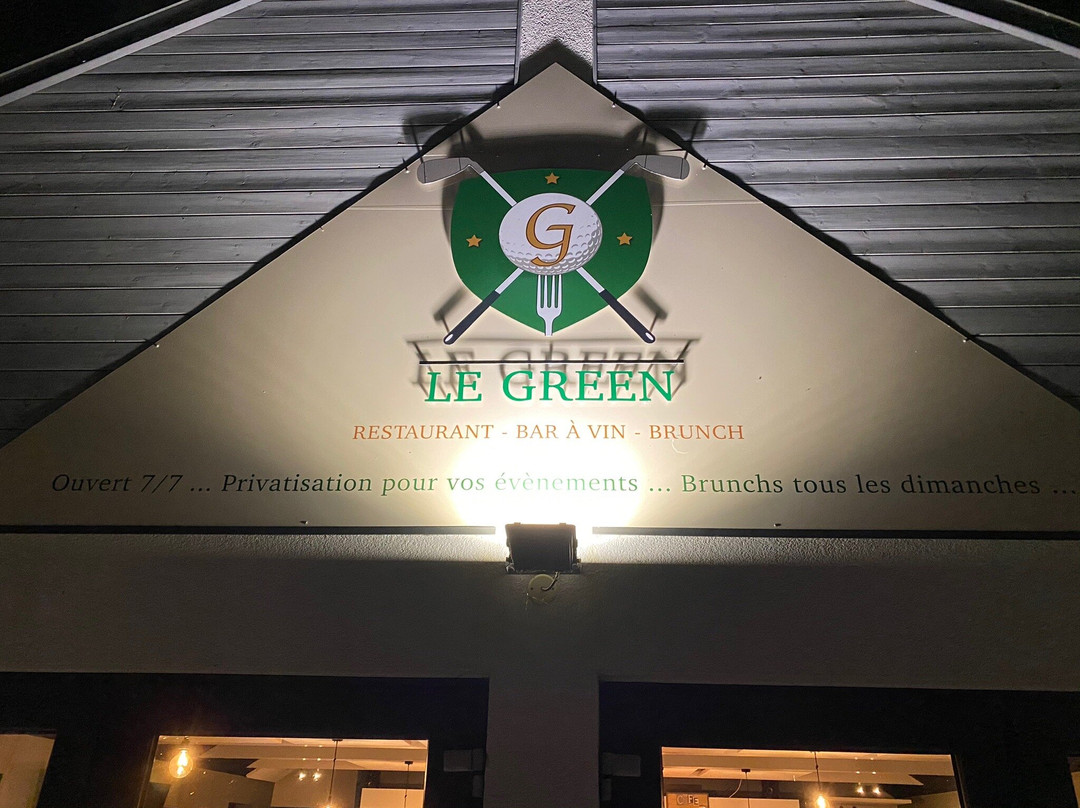 G
LE GREEN
RESTAURANT - BAR À VIN - BRUNCH
Ouvert 7/7 ... Privatisation pour vos évènements ... Brunchs tous les dimanches ...